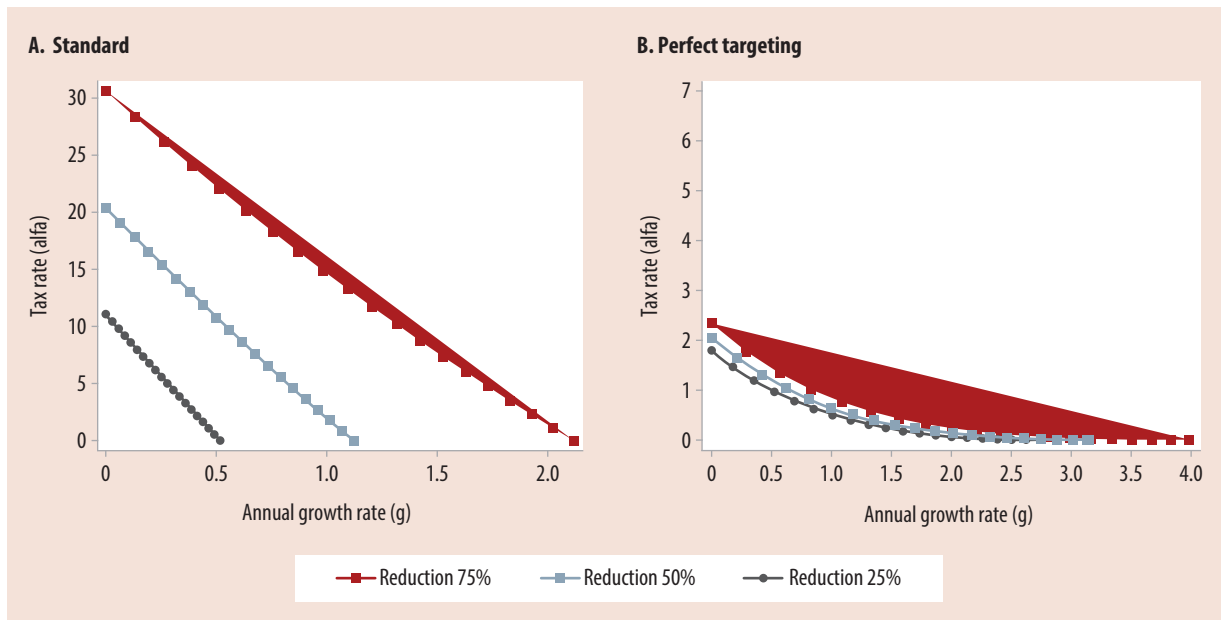 A. Standard
30
25
20
15
10
5
0
Tax rate (alfa)
0 0.5 1.0 1.5 2.0
Annual growth rate (g)
B. Perfect targeting
7
6
5
4
3
2
1
0
Tax rate (alfa)
0 0.5 1.0 1.5 2.0 2.5 3.0 3.5 4.0
Annual growth rate (g)
Reduction 75% Reduction 50% Reduction 25%